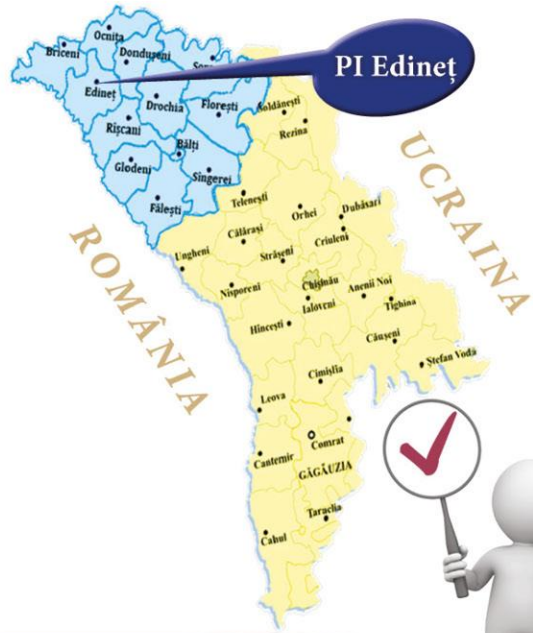 Ocnița
Briceni
Dondușeni
PI Edineț
Edineț
Drochia
Florești
Rezina
Rîșcani
Bălți
Glodeni
Sîngerei
Fălești
Telenești
Orhei
Dubăsari
Călărași
Criuleni
Ungheni
Strășeni
Nisporeni
Chișinău
Anenii Noi
Ialoveni
Tighina
Hîncești
Căușeni
Ștefan Vodă
Cimișlia
Leova
Comrat
Cantemir
GĂGĂUZIA
Taraclia
Cahul
ROMÂNIA
UCRAINA